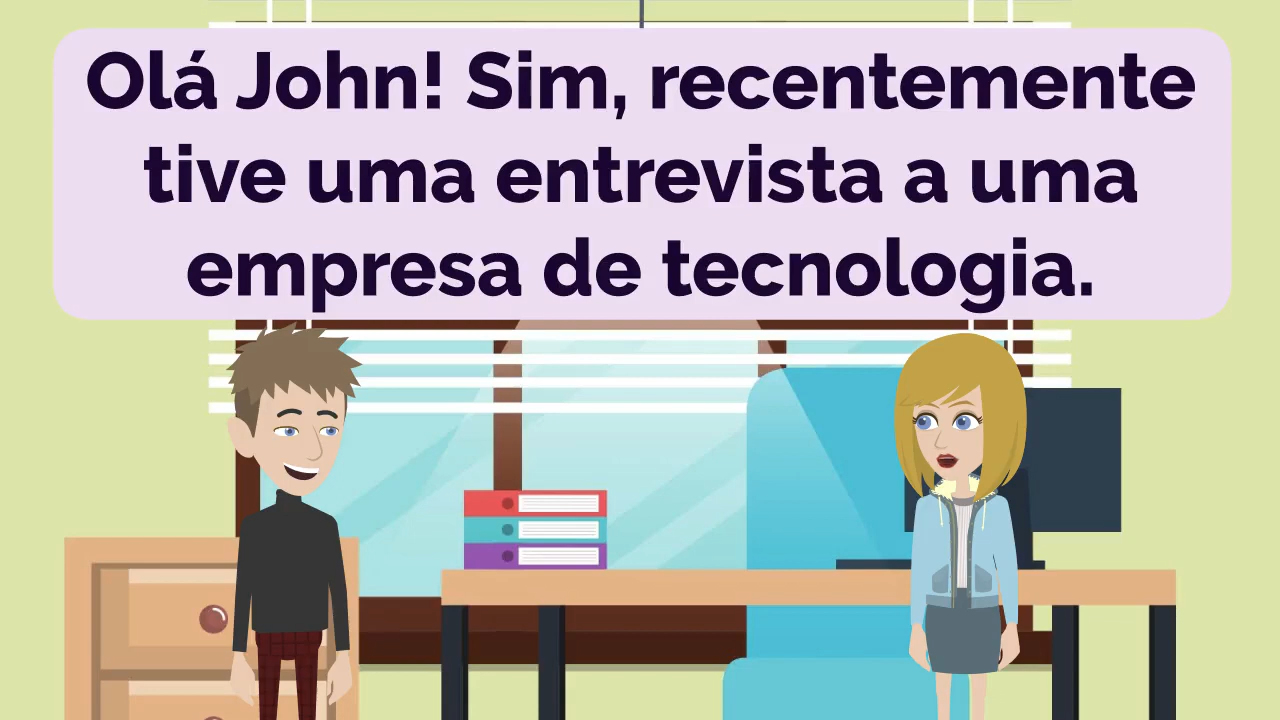 Olá John! Sim, recentemente
tive uma entrevista a uma
empresa de tecnologia.